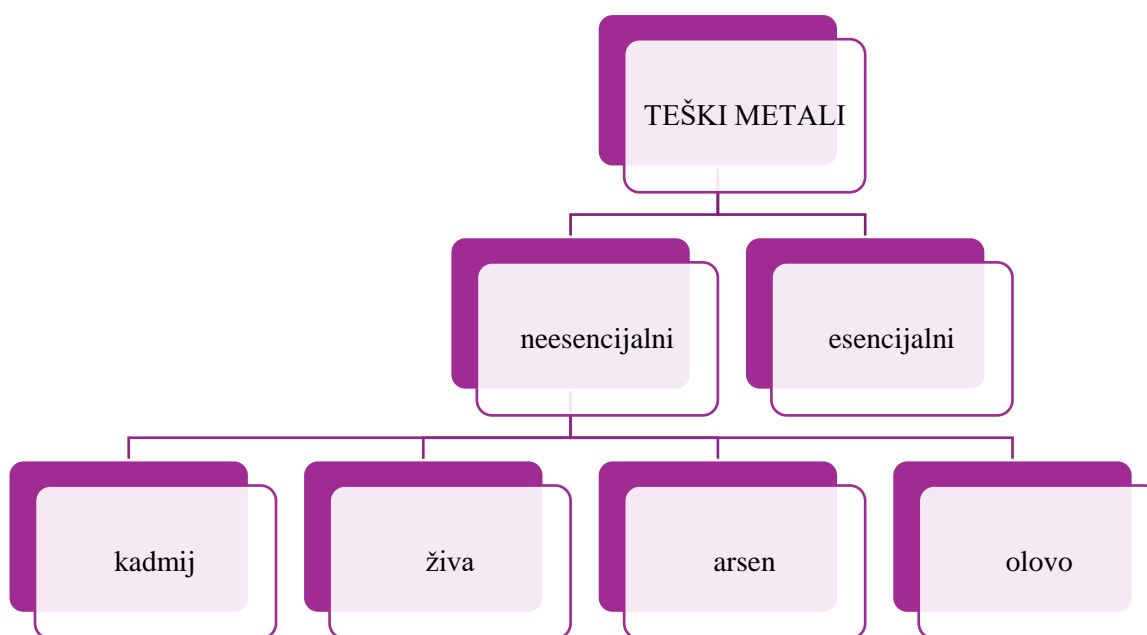 TEŠKI METALI
neesencijalni
esencijalni
kadmij
živa
arsen
olovo